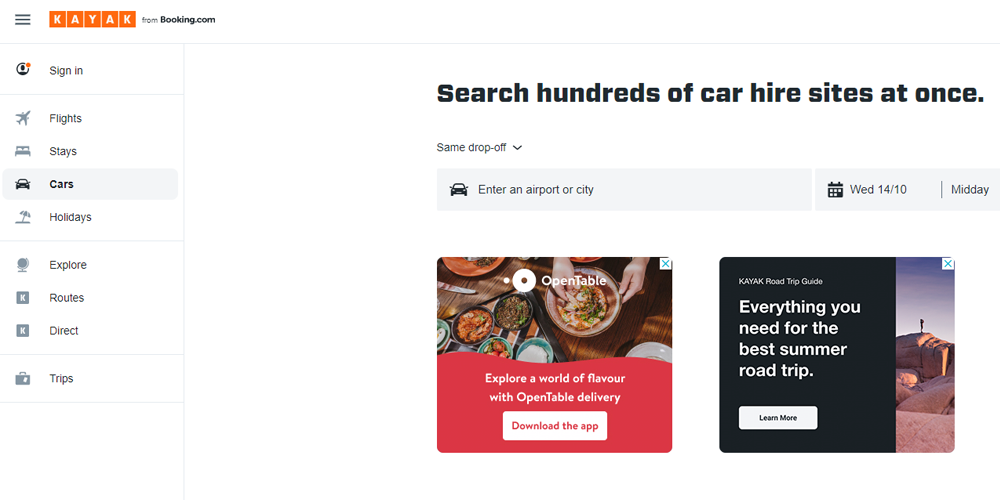 KAYAK from Booking.com
Sign in
Flights
Stays
Cars
Holidays
Explore
K Routes
K Direct
Trips
Search hundreds of car hire sites at once.
Same drop-off
Enter an airport or city
Wed 14/10
Midday
OpenTable
Explore a world of flavour
with OpenTable delivery
Download the app
KAYAK Road Trip Guide
Everything you
need for the
best summer
road trip.
Learn More